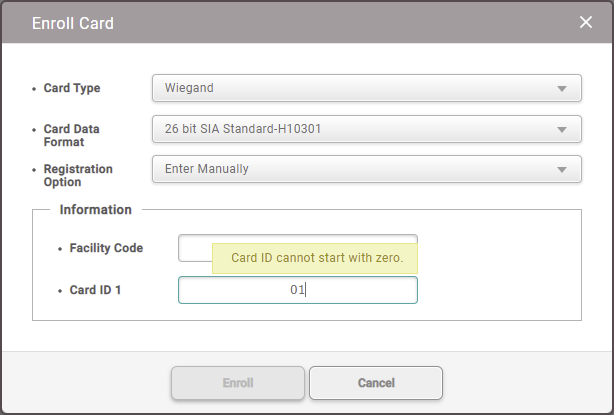 Enroll Card
Card Type
Wiegand
Card Data
Format
26 bit SIA Standard-H10301
Registration
Option
Enter Manually
Information
Facility Code
Card ID cannot start with zero.
Card ID 1
01
Enroll
Cancel